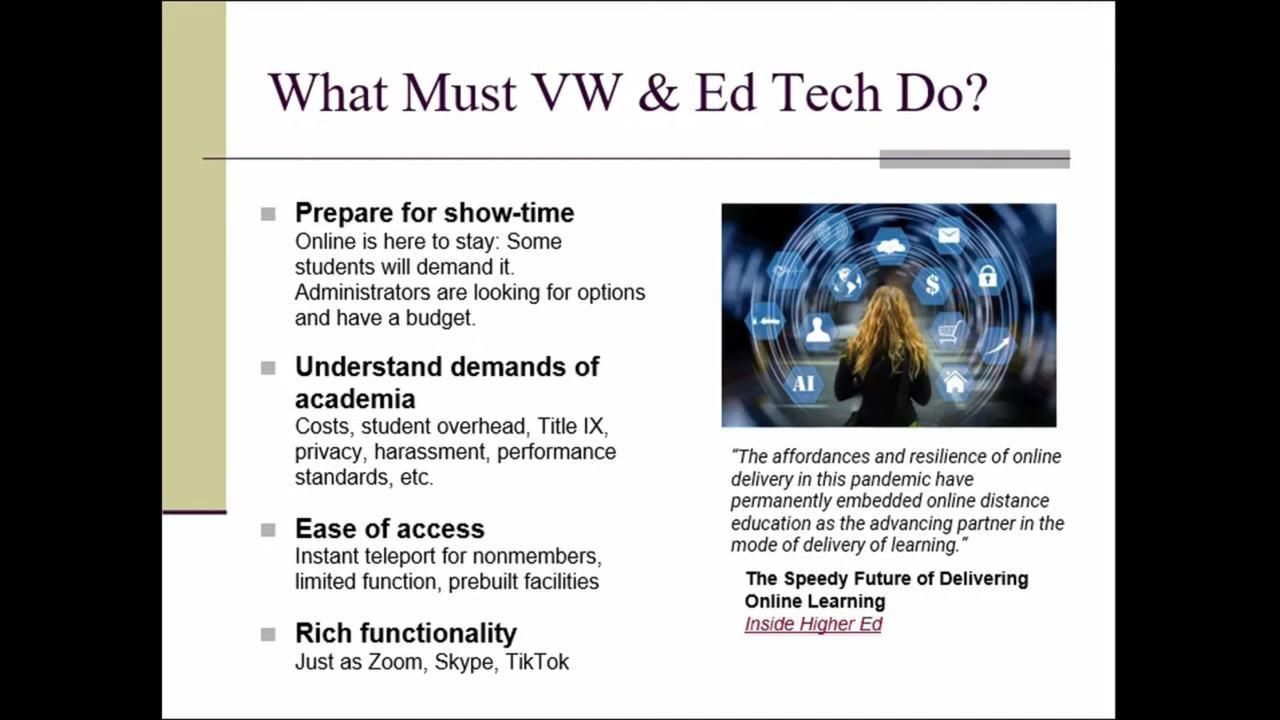 What Must VW & Ed Tech Do?
Prepare for show-time
Online is here to stay: Some
students will demand it.
Administrators are looking for options
and have a budget.
Understand demands of
academia
Costs, student overhead, Title IX,
privacy, harassment, performance
standards, etc.
Ease of access
Instant teleport for nonmembers,
limited function, prebuilt facilities
Rich functionality
Just as Zoom, Skype, TikTok
$
AI
“The affordances and resilience of online
delivery in this pandemic have
permanently embedded online distance
education as the advancing partner in the
mode of delivery of learning.”
The Speedy Future of Delivering
Online Learning
Inside Higher Ed